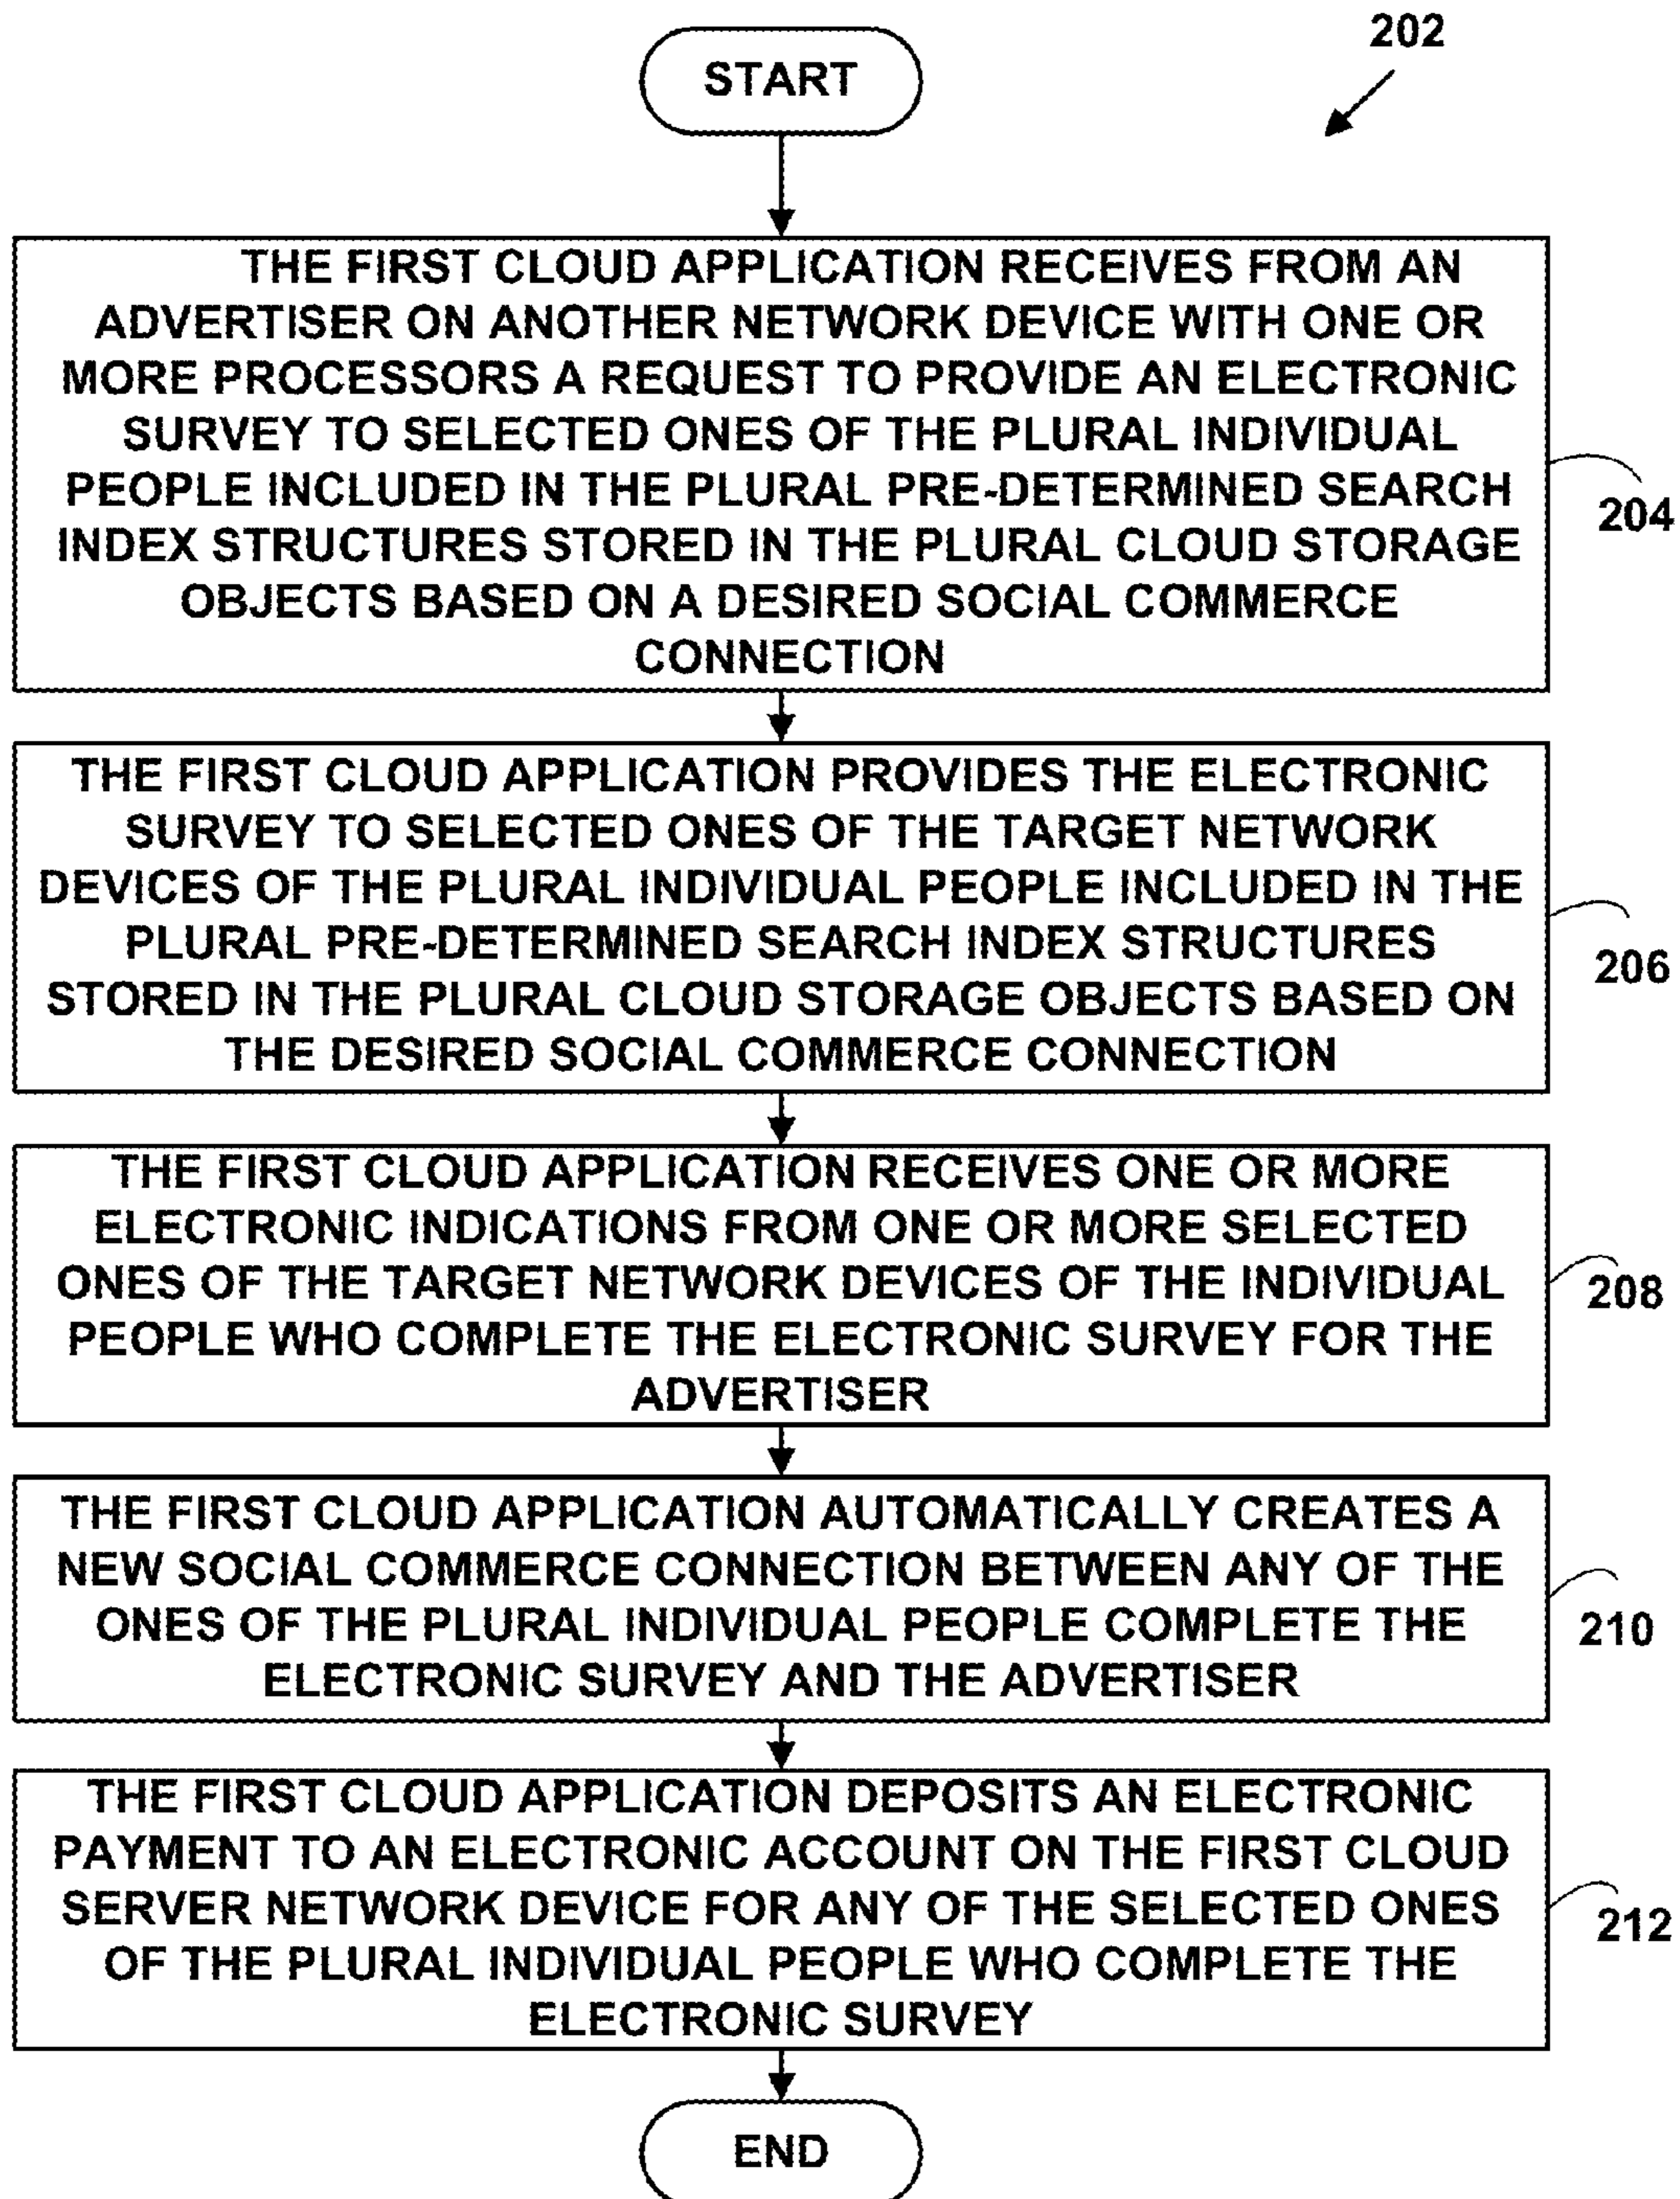 202
START
THE FIRST CLOUD APPLICATION RECEIVES FROM AN
ADVERTISER ON ANOTHER NETWORK DEVICE WITH ONE OR
MORE PROCESSORS A REQUEST TO PROVIDE AN ELECTRONIC
SURVEY TO SELECTED ONES OF THE PLURAL INDIVIDUAL
PEOPLE INCLUDED IN THE PLURAL PRE-DETERMINED SEARCH
INDEX STRUCTURES STORED IN THE PLURAL CLOUD STORAGE
OBJECTS BASED ON A DESIRED SOCIAL COMMERCE
CONNECTION
204
THE FIRST CLOUD APPLICATION PROVIDES THE ELECTRONIC
SURVEY TO SELECTED ONES OF THE TARGET NETWORK
DEVICES OF THE PLURAL INDIVIDUAL PEOPLE INCLUDED IN THE
PLURAL PRE-DETERMINED SEARCH INDEX STRUCTURES
STORED IN THE PLURAL CLOUD STORAGE OBJECTS BASED ON
THE DESIRED SOCIAL COMMERCE CONNECTION
206
THE FIRST CLOUD APPLICATION RECEIVES ONE OR MORE
ELECTRONIC INDICATIONS FROM ONE OR MORE SELECTED
ONES OF THE TARGET NETWORK DEVICES OF THE INDIVIDUAL
PEOPLE WHO COMPLETE THE ELECTRONIC SURVEY FOR THE
ADVERTISER
208
THE FIRST CLOUD APPLICATION AUTOMATICALLY CREATES A
NEW SOCIAL COMMERCE CONNECTION BETWEEN ANY OF THE
ONES OF THE PLURAL INDIVIDUAL PEOPLE COMPLETE THE
ELECTRONIC SURVEY AND THE ADVERTISER
210
THE FIRST CLOUD APPLICATION DEPOSITS AN ELECTRONIC
PAYMENT TO AN ELECTRONIC ACCOUNT ON THE FIRST CLOUD
SERVER NETWORK DEVICE FOR ANY OF THE SELECTED ONES
OF THE PLURAL INDIVIDUAL PEOPLE WHO COMPLETE THE
ELECTRONIC SURVEY
212
END